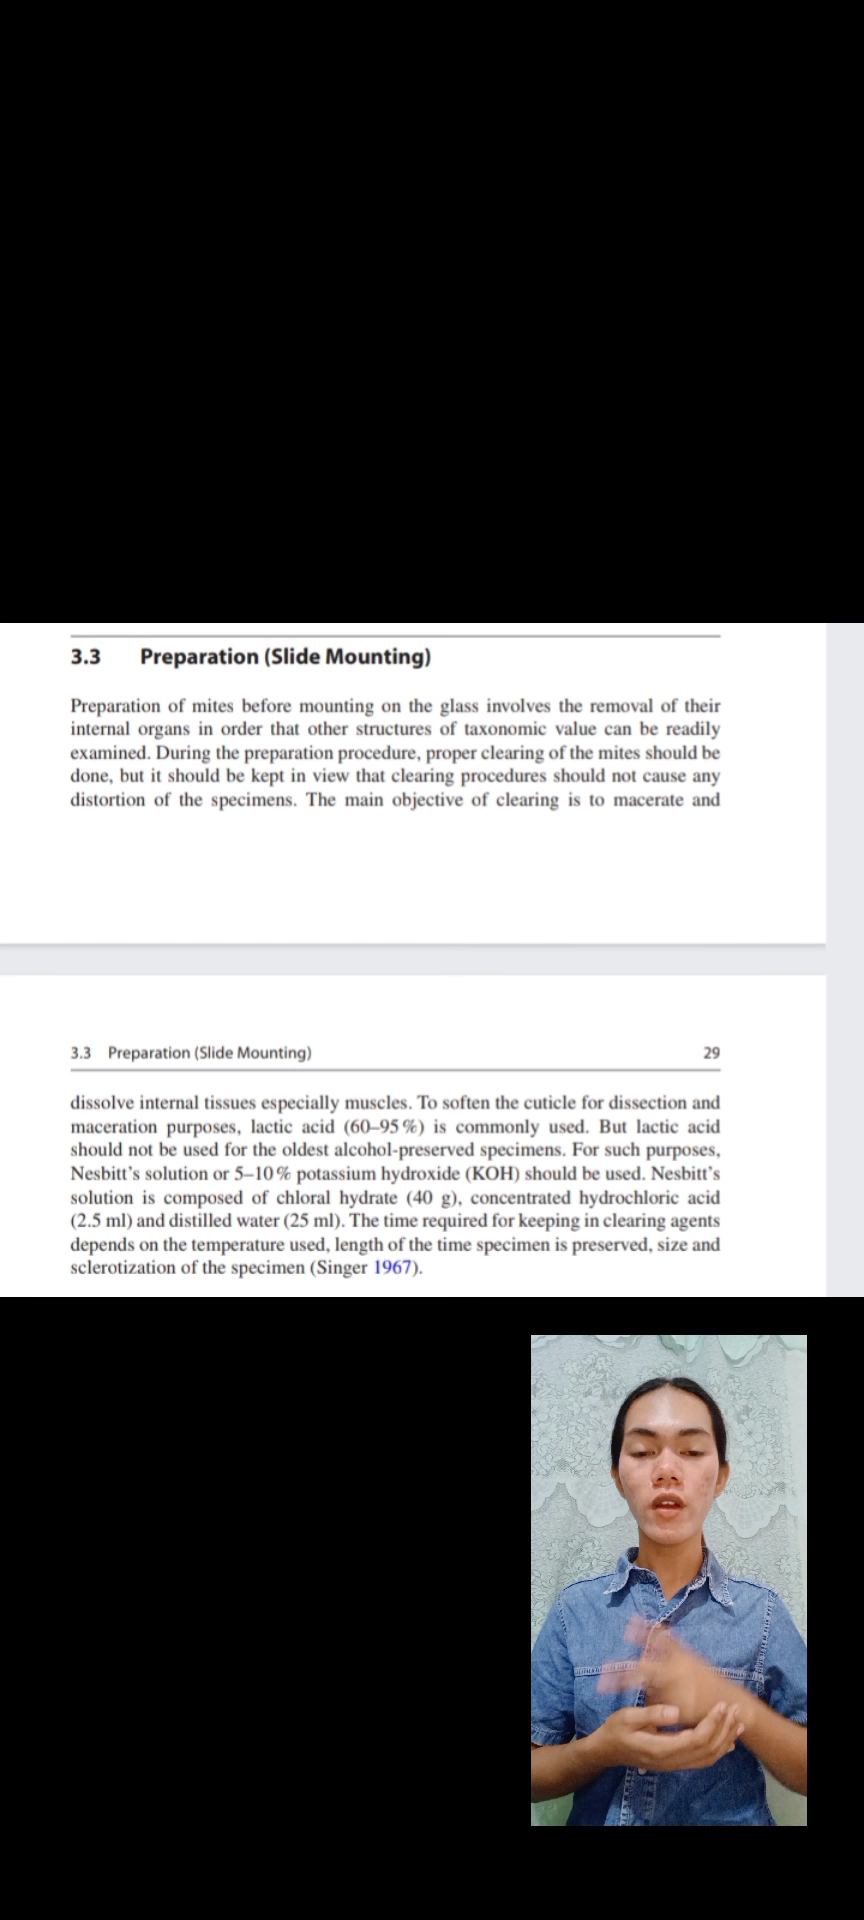 3.3 Preparation (Slide Mounting)
Preparation of mites before mounting on the glass involves the removal of their
internal organs in order that other structures of taxonomic value can be readily
examined. During the preparation procedure, proper clearing of the mites should be
done, but it should be kept in view that clearing procedures should not cause any
distortion of the specimens. The main objective of clearing is to macerate and
3.3 Preparation (Slide Mounting) 29
dissolve internal tissues especially muscles. To soften the cuticle for dissection and
maceration purposes, lactic acid (60–95 %) is commonly used. But lactic acid
should not be used for the oldest alcohol-preserved specimens. For such purposes,
Nesbitt's solution or 5–10 % potassium hydroxide (KOH) should be used. Nesbitt's
solution is composed of chloral hydrate (40 g), concentrated hydrochloric acid
(2.5 ml) and distilled water (25 ml). The time required for keeping in clearing agents
depends on the temperature used, length of the time specimen is preserved, size and
sclerotization of the specimen (Singer 1967).